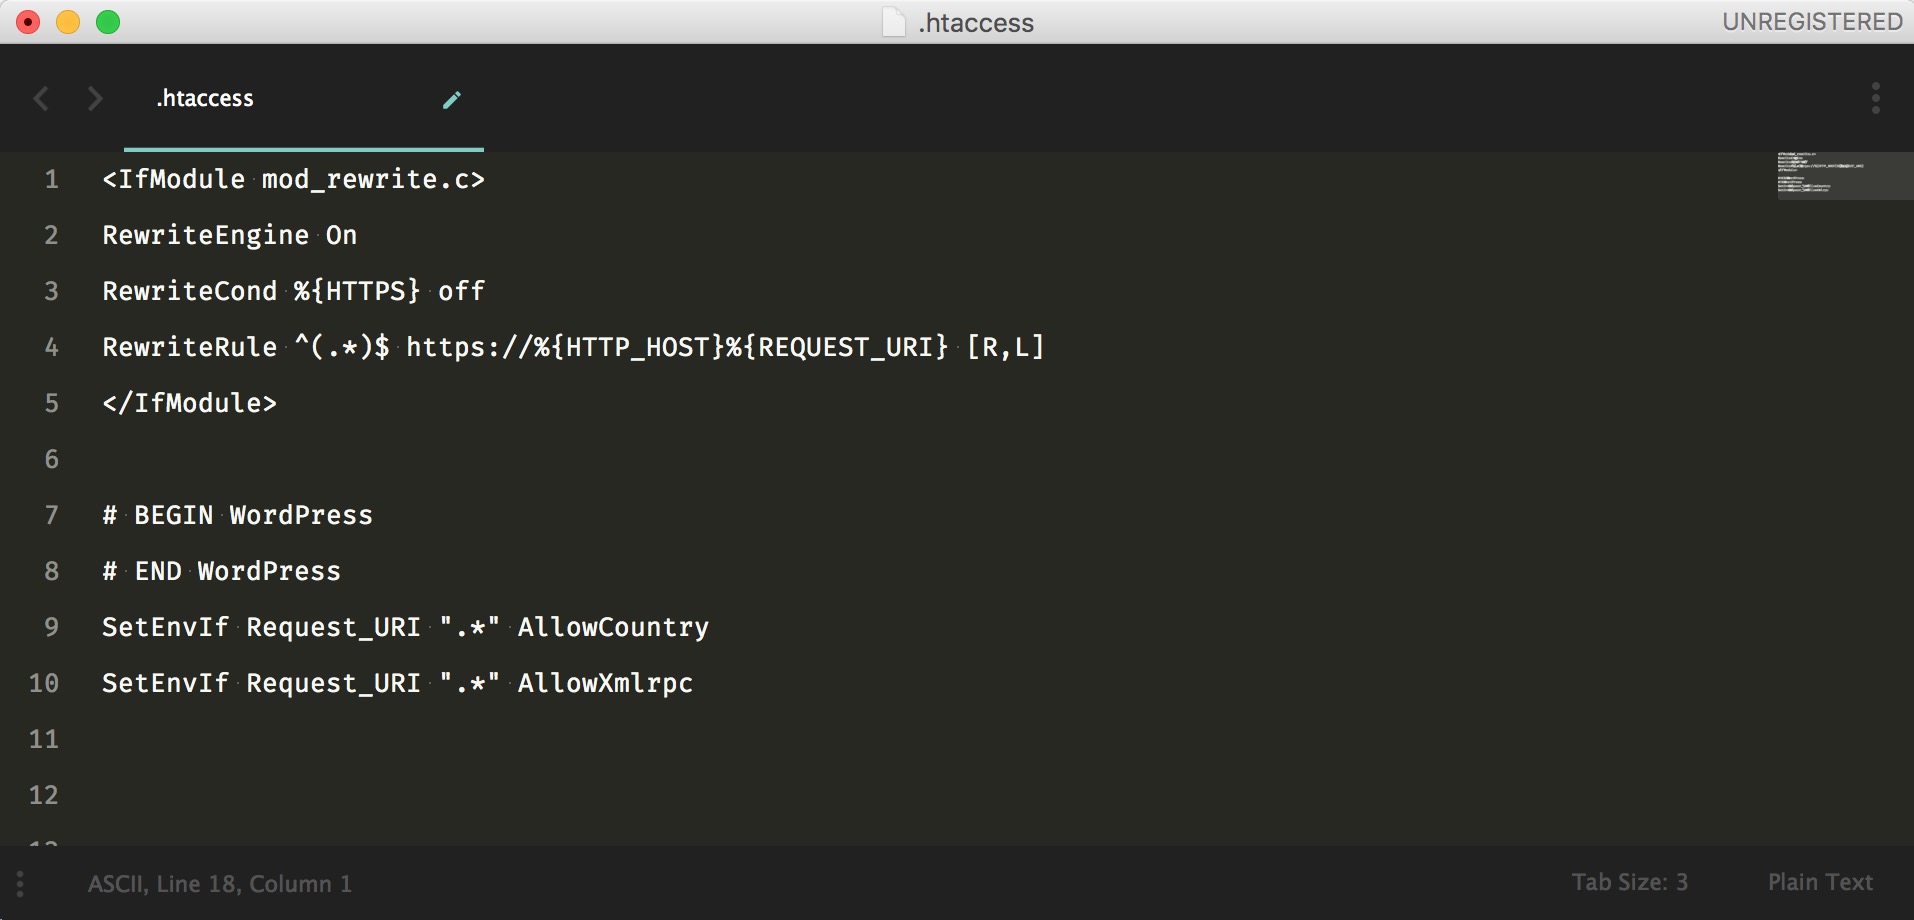 .htaccess
UNREGISTERED
.htaccess
1 <IfModule mod_rewrite.c>
2 RewriteEngine On
3 RewriteCond %{HTTPS} off
4 RewriteRule ^(.*)$ https://%{HTTP_HOST}%{REQUEST_URI} [R,L]
5 </IfModule>
6
7 # BEGIN WordPress
8 # END WordPress
9 SetEnvIf Request_URI ".*" AllowCountry
10 SetEnvIf Request_URI ".*" AllowXmlrpc
11
12
ASCII, Line 18, Column 1
Tab Size: 3
Plain Text